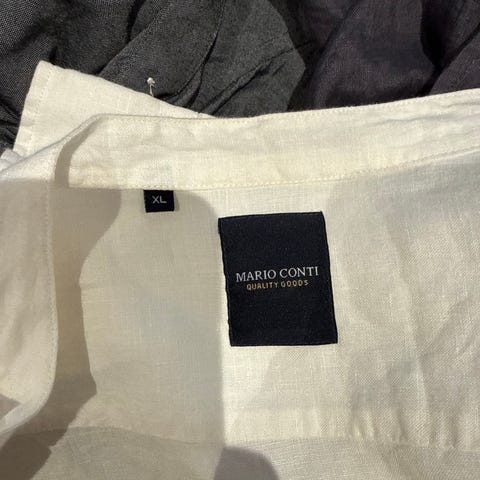 XL
MARIO CONTI
QUALITY GOODS